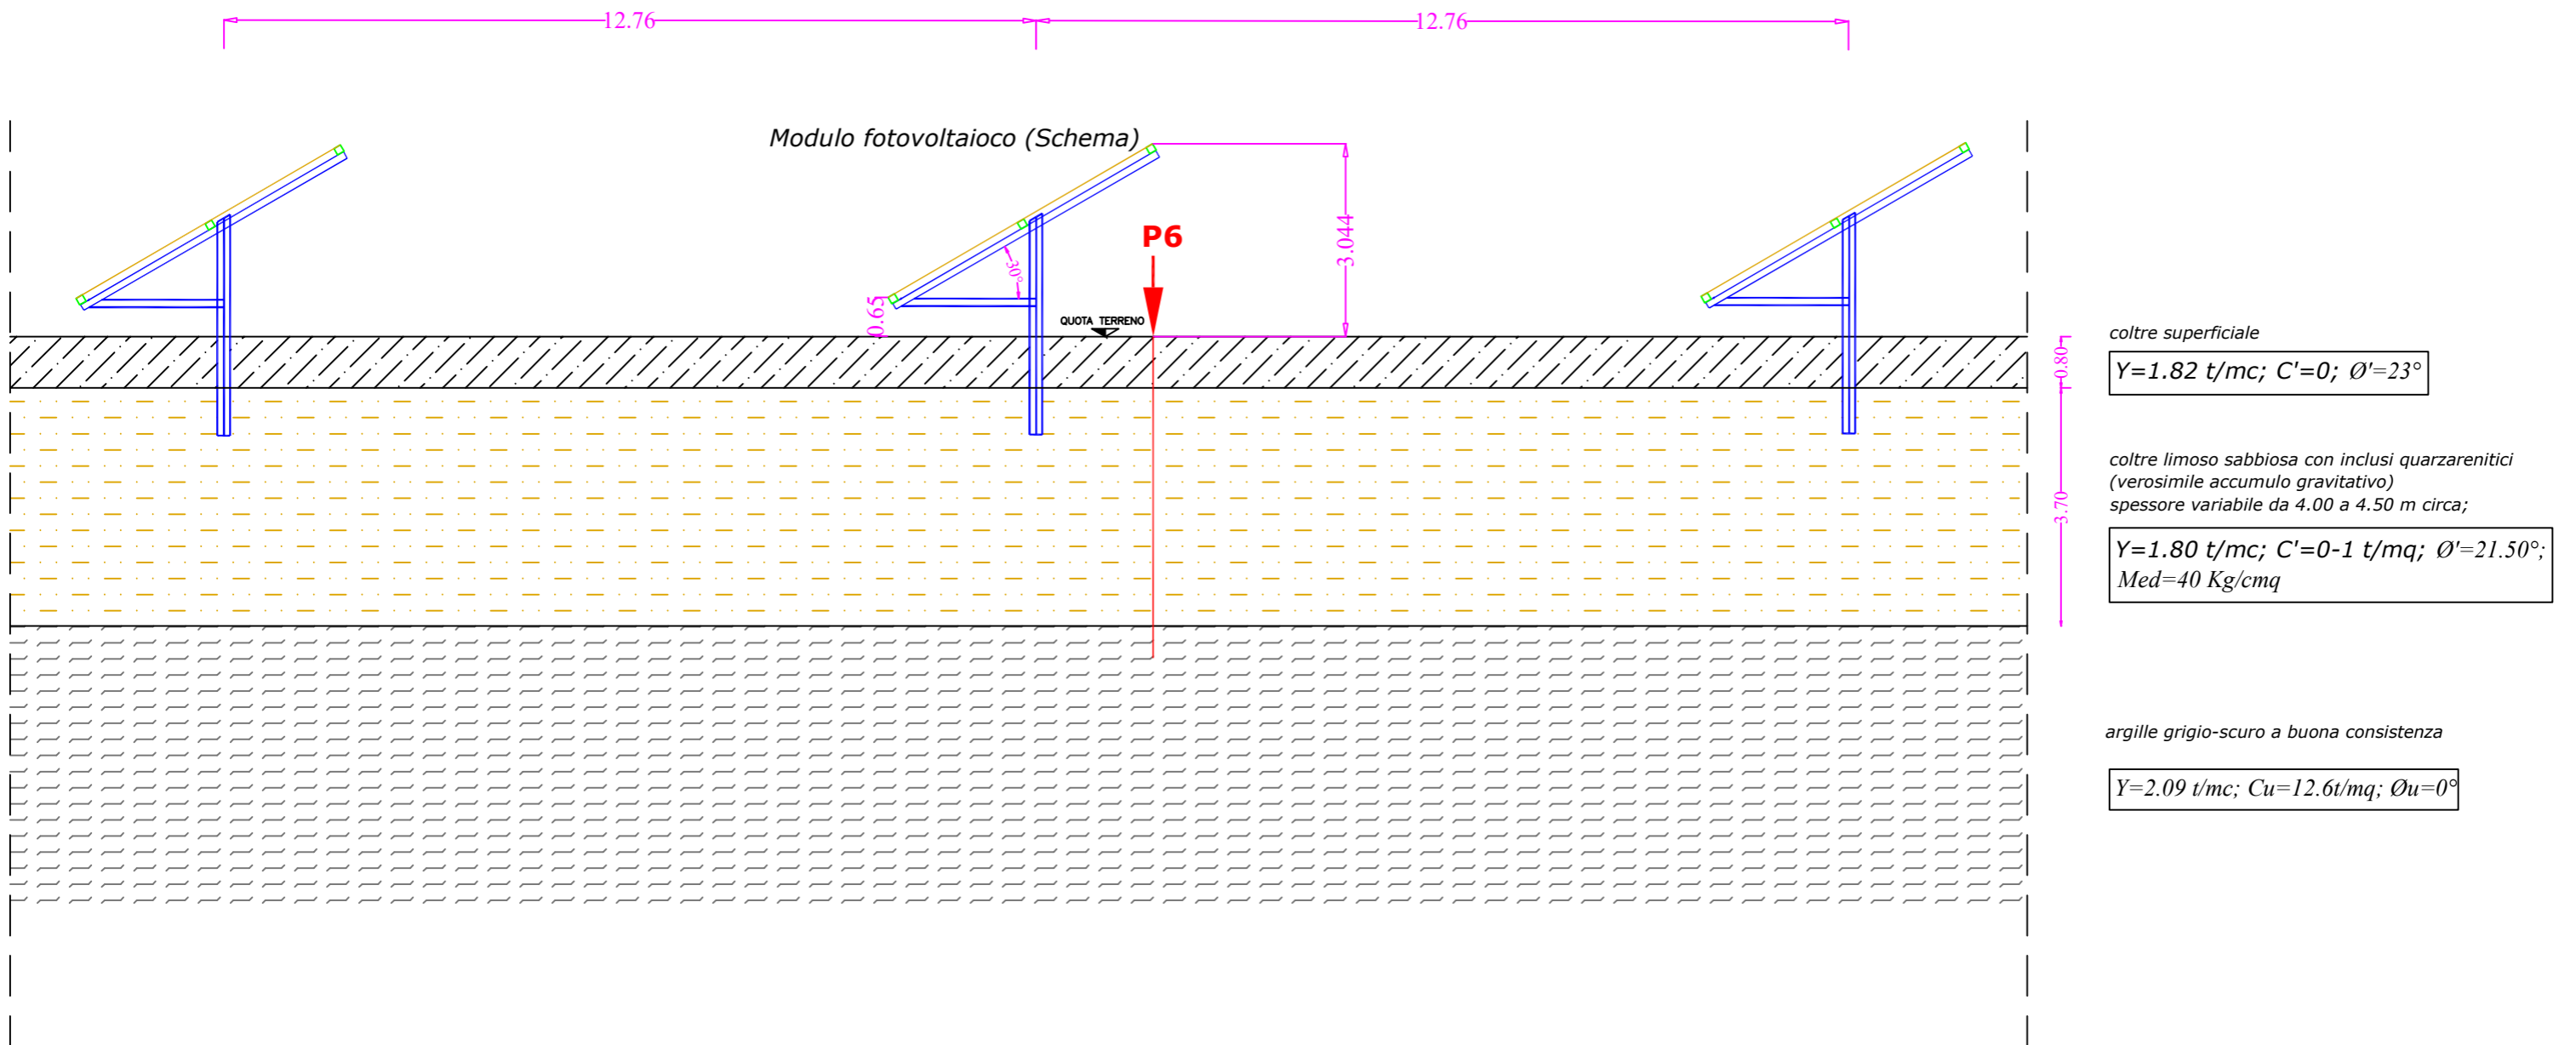 12.76
12.76
Modulo fotovoltaioco (Schema)
P6
3.044
30°
0.65
QUOTA TERRENO
0.80
3.70
coltre superficiale
Y=1.82 t/mc; C'=0; Ø'=23°
coltre limoso sabbiosa con inclusi quarzarenitici
(verosimile accumulo gravitativo)
spessore variabile da 4.00 a 4.50 m circa;
Y=1.80 t/mc; C'=0-1 t/mq; Ø'=21.50°;
Med=40 Kg/cmq
argille grigio-scuro a buona consistenza
Y=2.09 t/mc; Cu=12.6t/mq; Øu=0°